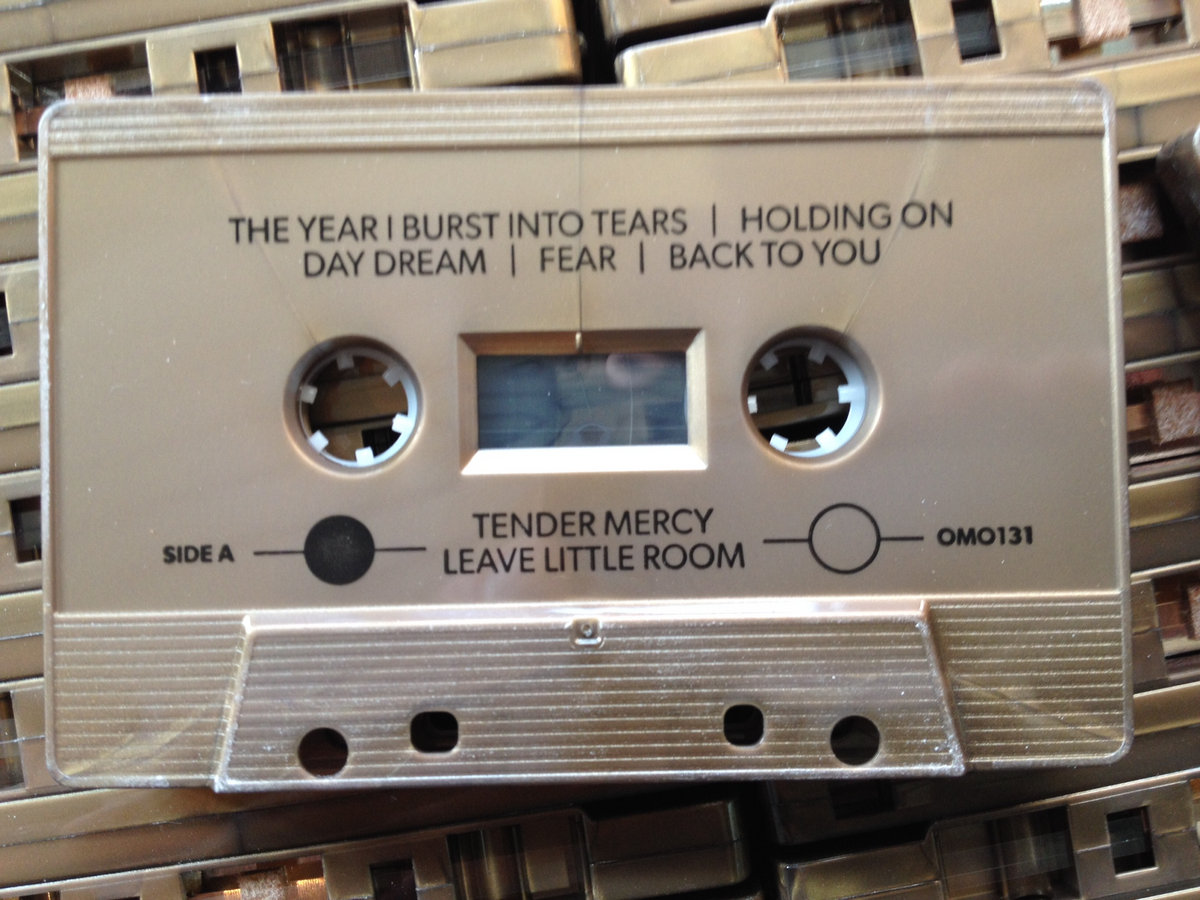 THE YEAR I BURST INTO TEARS | HOLDING ON
DAY DREAM | FEAR | BACK TO YOU
SIDE A
TENDER MERCY
LEAVE LITTLE ROOM
OMO131